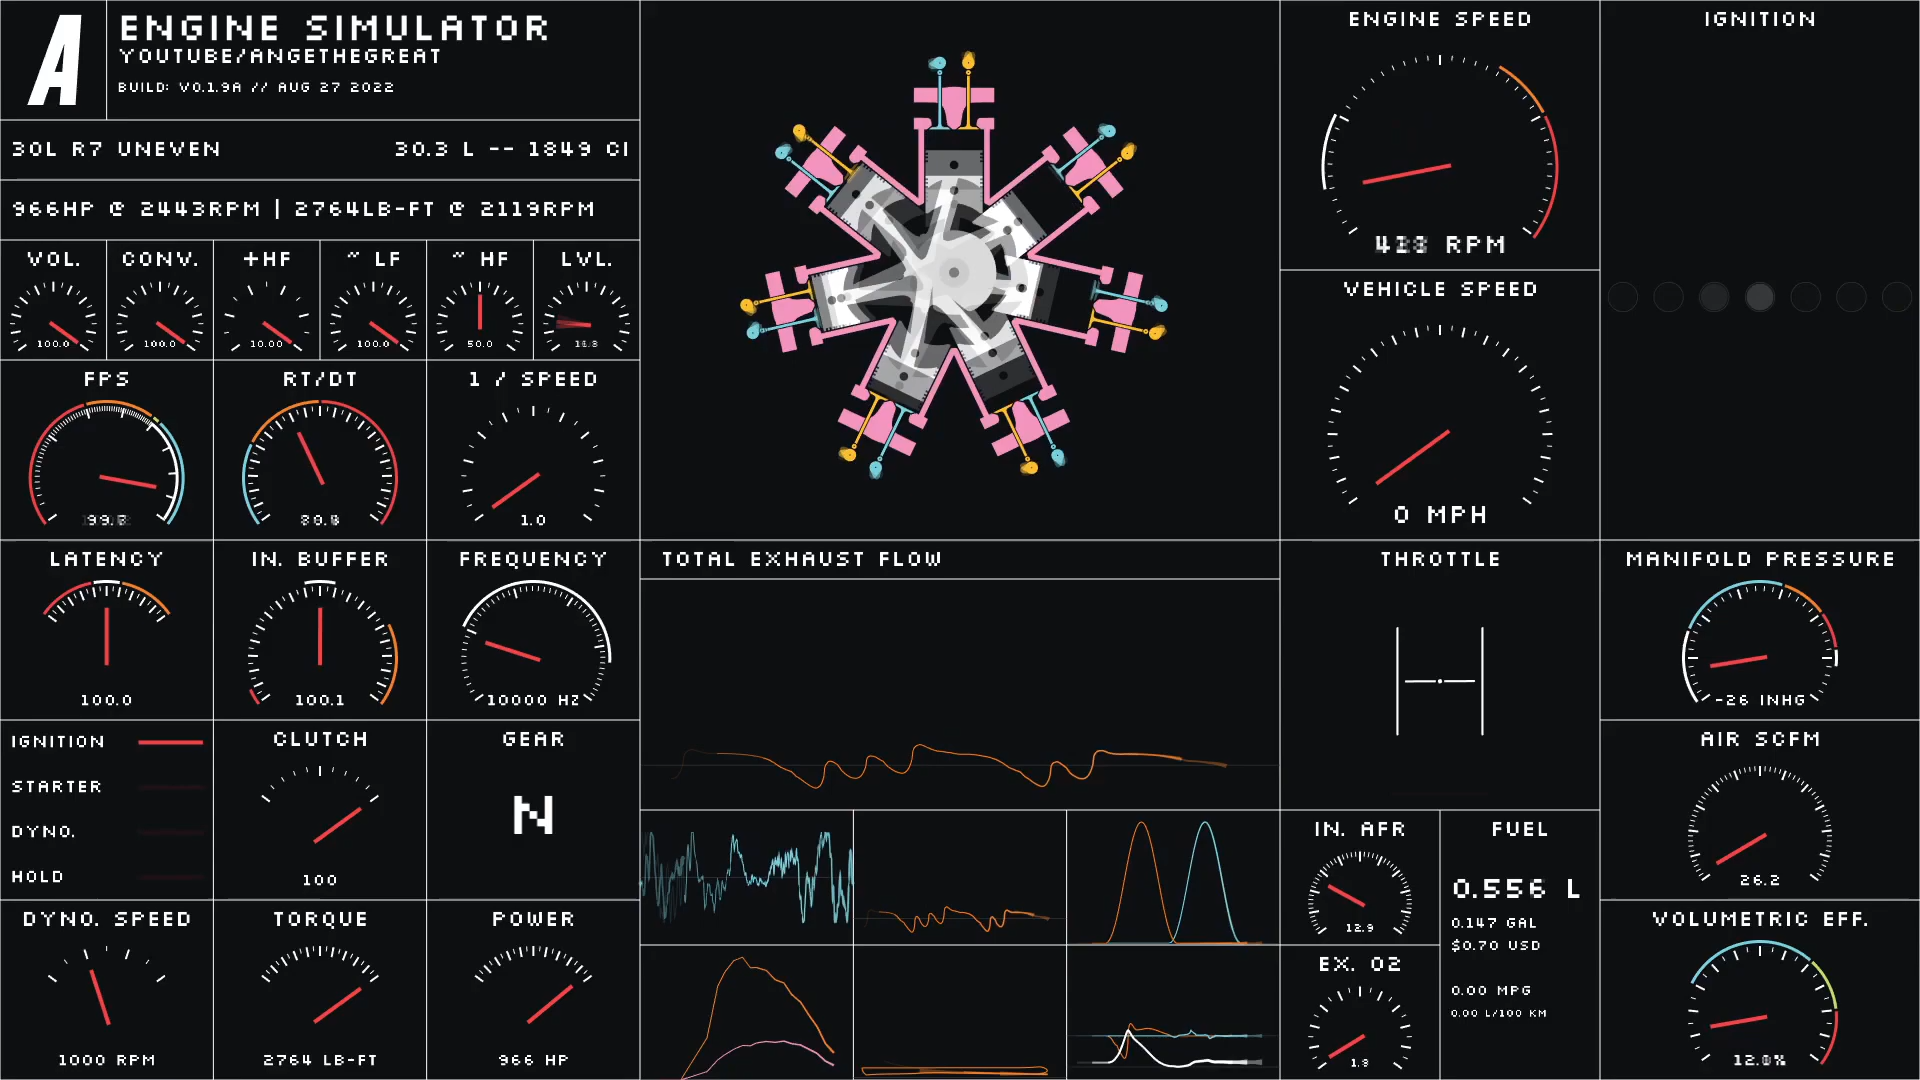 A
ENGINE SIMULATOR
YOUTUBE/ANGETHEGREAT
BUILD: V0.1.9A // AUG 27 2022
30L R7 UNEVEN
30.3 L -- 1849 CI
966HP @ 2443RPM | 2764LB-FT @ 2119RPM
VOL.
100.0
CONV.
100.0
+HF
10.00
~ LF
100.0
~ HF
50.0
LVL.
FPS
RT/DT
1 / SPEED
1.0
LATENCY
100.0
IN. BUFFER
100.1
FREQUENCY
10000 HZ
IGNITION
STARTER
DYNO.
HOLD
CLUTCH
100
GEAR
N
DYNO. SPEED
1000 RPM
TORQUE
2764 LB-FT
POWER
966 HP
TOTAL EXHAUST FLOW
ENGINE SPEED
RPM
VEHICLE SPEED
0 MPH
IGNITION
THROTTLE
MANIFOLD PRESSURE
-26 INHG
AIR SCFM
26.2
VOLUMETRIC EFF.
IN. AFR
12.9
EX. O2
1.9
FUEL
0.556 L
0.147 GAL
$0.70 USD
0.00 MPG
0.00 L/100 KM